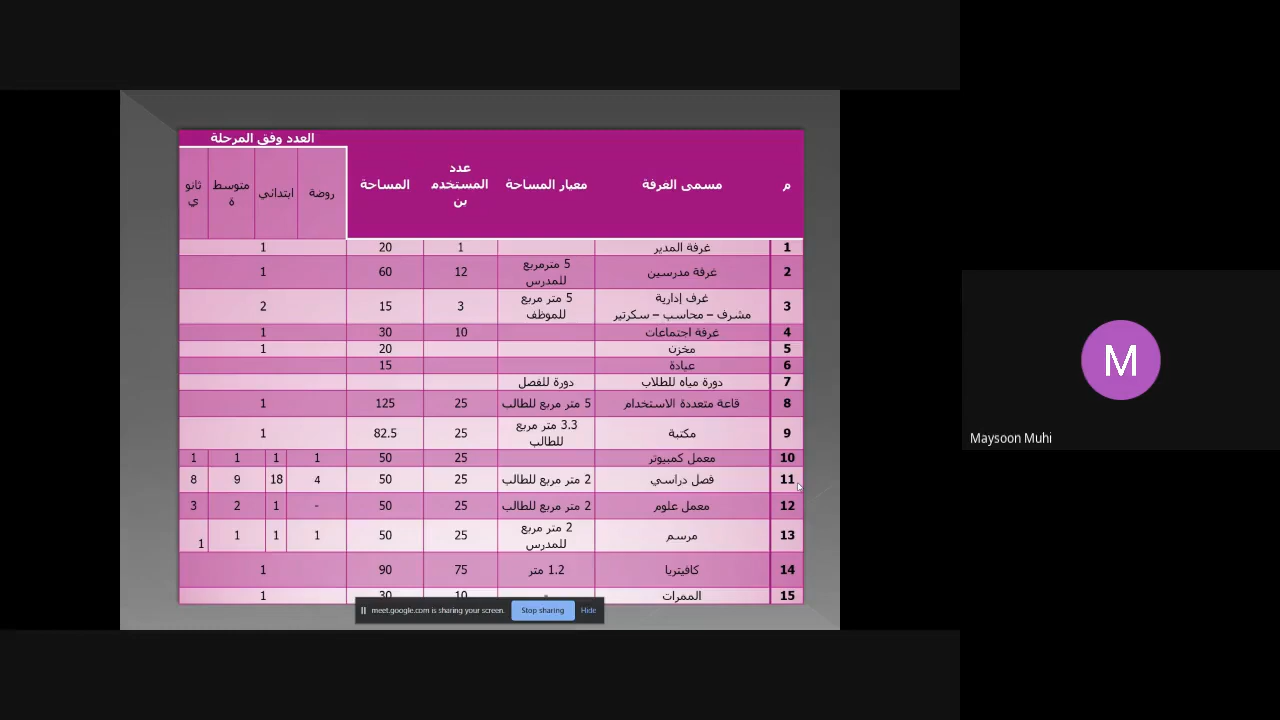 العدد وفق المرحلة
م
مسمى الغرفة
معيار المساحة
عدد
المستخدم
ين
المساحة
روضة
ابتدائي
متوسط
ة
ثانو
ي
1 غرفة المدير 1 20 1
2 غرفة مدرسين 5 مترمربع
للمدرس 12 60 1
3 غرف إدارية
مشرف – محاسب – سكرتير 5 متر مربع
للموظف 3 15 2
4 غرفة اجتماعات 10 30 1
5 مخزن 20 1
6 عيادة 15
7 دورة مياه للطلاب دورة للفصل
8 قاعة متعددة الاستخدام 5 متر مربع للطالب 25 125 1
9 مكتبة 3.3 متر مربع
للطالب 25 82.5 1
10 معمل كمبيوتر 25 50 1 1 1 1
11 فصل دراسي 2 متر مربع للطالب 25 50 4 18 9 8
12 معمل علوم 2 متر مربع للطالب 25 50 - 1 2 3
13 مرسم 2 متر مربع
للمدرس 25 50 1 1 1 1
14 كافيتريا 1.2 متر 75 90 1
15 الممرات - 10 30 1
meet.google.com is sharing your screen.
Stop sharing
Hide
M
Maysoon Muhi